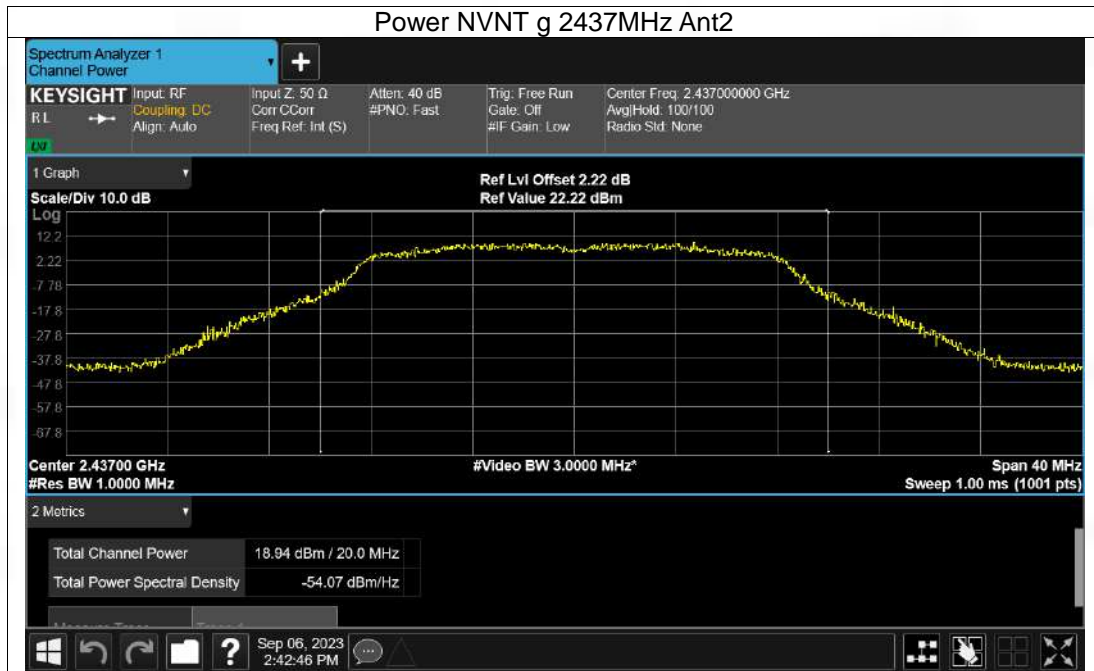 Power NVNT g 2437MHz Ant2
Spectrum Analyzer 1
Channel Power
KEYSIGHT
R L
LXI
Input: RF
Coupling: DC
Align: Auto
Input Z: 50 Ω
Corr CCorr
Freq Ref: Int (S)
Atten: 40 dB
#PNO: Fast
Trig: Free Run
Gate: Off
#IF Gain: Low
Center Freq: 2.437000000 GHz
Avg|Hold: 100/100
Radio Std: None
1 Graph
Scale/Div 10.0 dB
Ref Lvl Offset 2.22 dB
Ref Value 22.22 dBm
Log
12.2
2.22
-7.78
-17.8
-27.8
-37.8
-47.8
-57.8
-67.8
Center 2.43700 GHz
#Video BW 3.0000 MHz*
Span 40 MHz
#Res BW 1.0000 MHz
Sweep 1.00 ms (1001 pts)
2 Metrics
Total Channel Power 18.94 dBm / 20.0 MHz
Total Power Spectral Density -54.07 dBm/Hz
?
Sep 06, 2023
2:42:46 PM